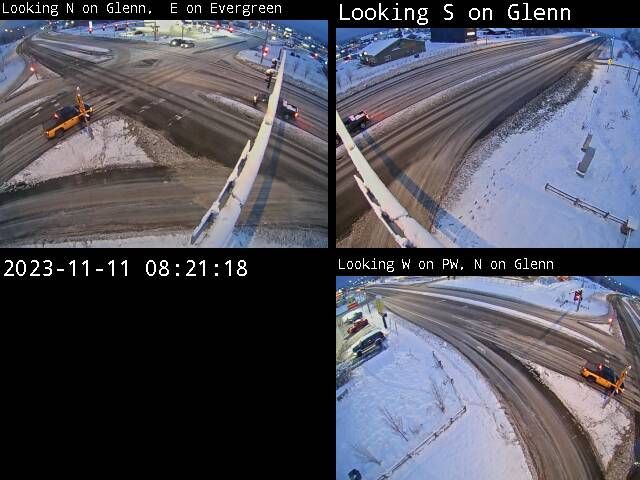 Looking N on Glenn,  E on Evergreen
Looking S on Glenn
2023-11-11 08:21:18
Looking W on PW, N on Glenn